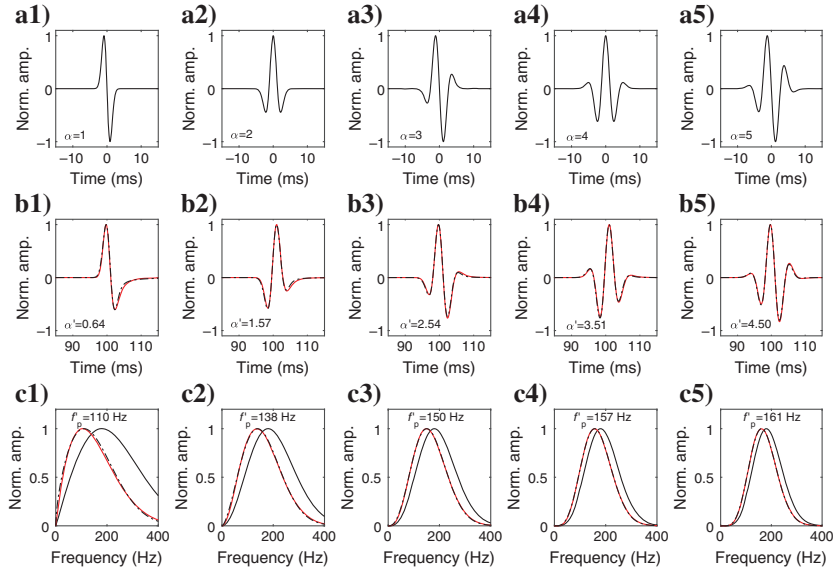 a1) a2) a3) a4) a5)
Norm. amp. Norm. amp. Norm. amp. Norm. amp. Norm. amp.
1 1 1 1 1
0 0 0 0 0
−1 −1 −1 −1 −1
α=1 α=2 α=3 α=4 α=5
−10 0 10 −10 0 10 −10 0 10 −10 0 10 −10 0 10
Time (ms) Time (ms) Time (ms) Time (ms) Time (ms)
b1) b2) b3) b4) b5)
Norm. amp. Norm. amp. Norm. amp. Norm. amp. Norm. amp.
1 1 1 1 1
0 0 0 0 0
−1 −1 −1 −1 −1
α'=0.64 α'=1.57 α'=2.54 α'=3.51 α'=4.50
90 100 110 90 100 110 90 100 110 90 100 110 90 100 110
Time (ms) Time (ms) Time (ms) Time (ms) Time (ms)
c1) c2) c3) c4) c5)
Norm. amp. Norm. amp. Norm. amp. Norm. amp. Norm. amp.
f'p=110 Hz f'p=138 Hz f'p=150 Hz f'p=157 Hz f'p=161 Hz
1 1 1 1 1
0.5 0.5 0.5 0.5 0.5
0 0 0 0 0
0 200 400 0 200 400 0 200 400 0 200 400 0 200 400
Frequency (Hz) Frequency (Hz) Frequency (Hz) Frequency (Hz) Frequency (Hz)